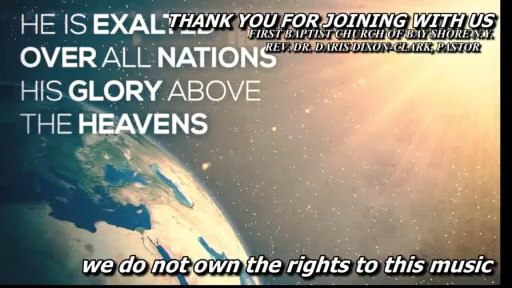 HE IS EXALTED
OVER ALL NATIONS
HIS GLORY ABOVE
THE HEAVENS
THANK YOU FOR JOINING WITH US
FIRST BAPTIST CHURCH OF BAY SHORE N.Y.
REV. DR. DARIS DIXON-CLARK, PASTOR
we do not own the rights to this music